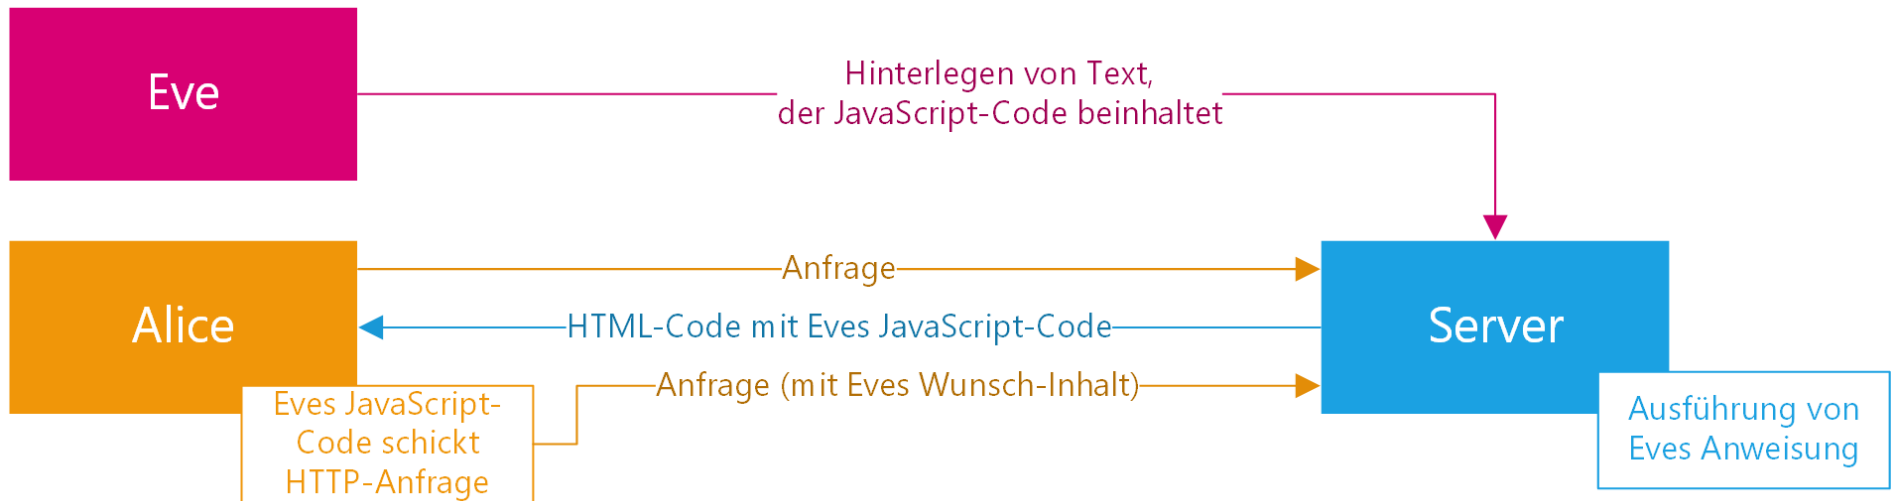 Eve
Hinterlegen von Text,
der JavaScript-Code beinhaltet
Alice
Anfrage
HTML-Code mit Eves JavaScript-Code
Anfrage (mit Eves Wunsch-Inhalt)
Server
Eves JavaScript-
Code schickt
HTTP-Anfrage
Ausführung von
Eves Anweisung